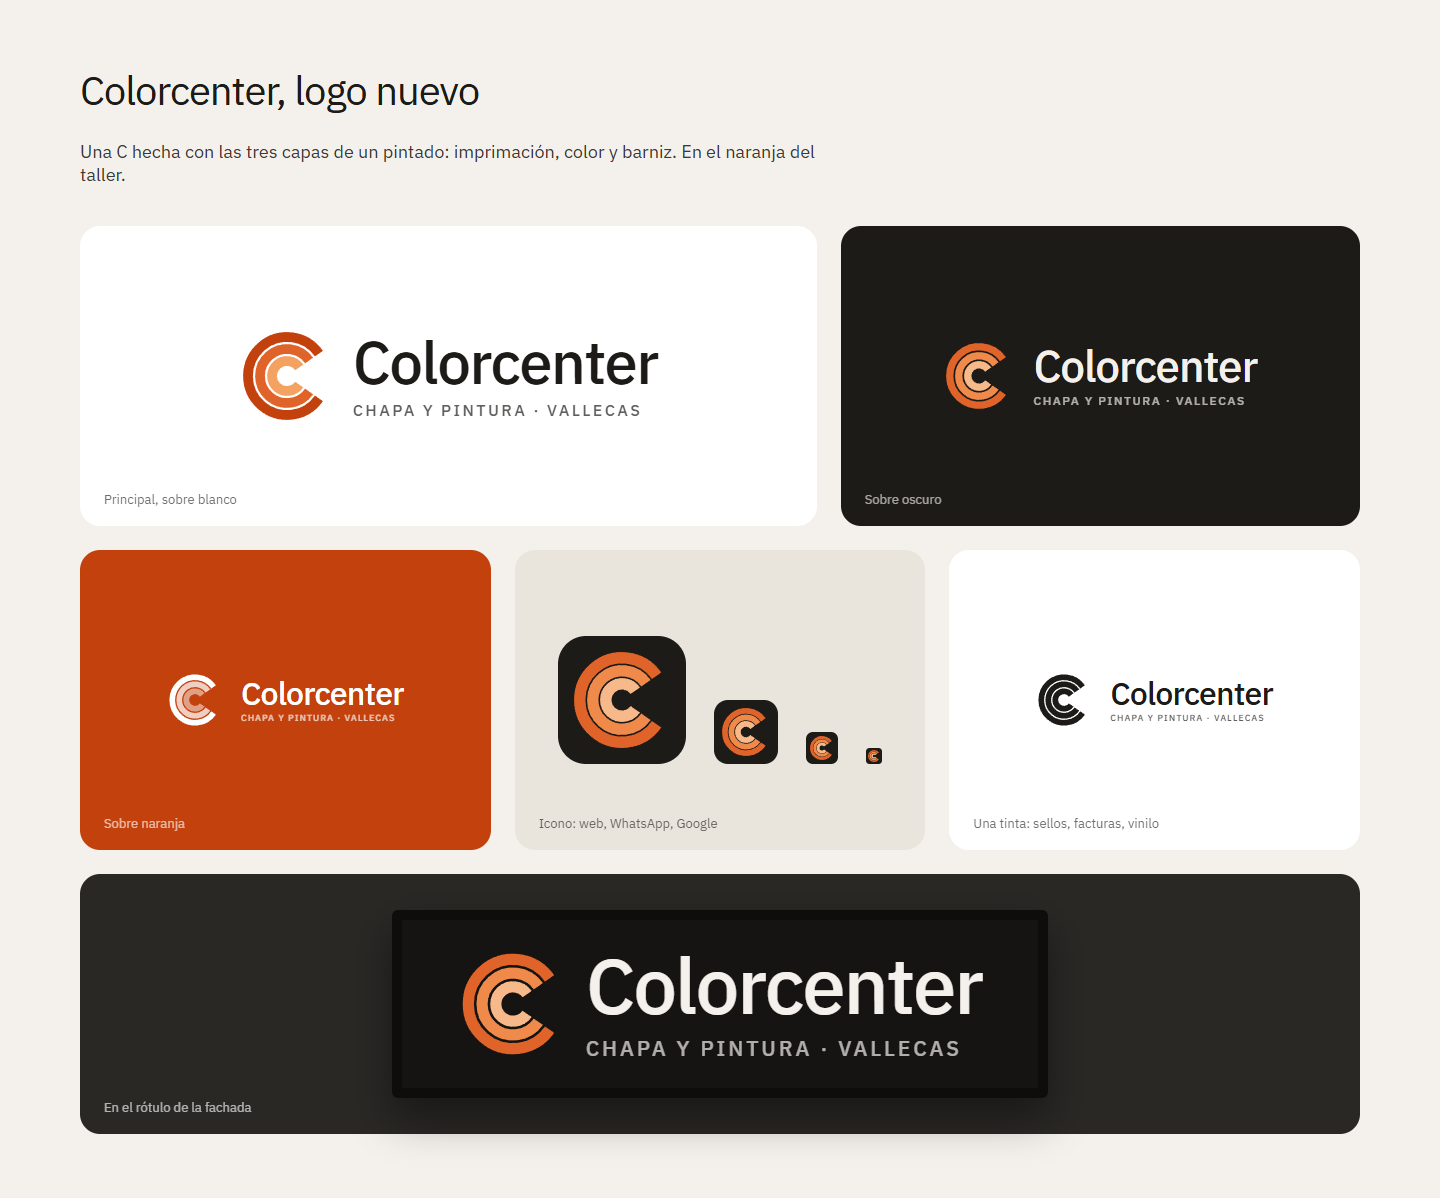 Colorcenter, logo nuevo
Una C hecha con las tres capas de un pintado: imprimación, color y barniz. En el naranja del
taller.
Colorcenter
CHAPA Y PINTURA · VALLECAS
Principal, sobre blanco
Colorcenter
CHAPA Y PINTURA · VALLECAS
Sobre oscuro
Colorcenter
CHAPA Y PINTURA · VALLECAS
Sobre naranja
Icono: web, WhatsApp, Google
Colorcenter
CHAPA Y PINTURA · VALLECAS
Una tinta: sellos, facturas, vinilo
Colorcenter
CHAPA Y PINTURA · VALLECAS
En el rótulo de la fachada